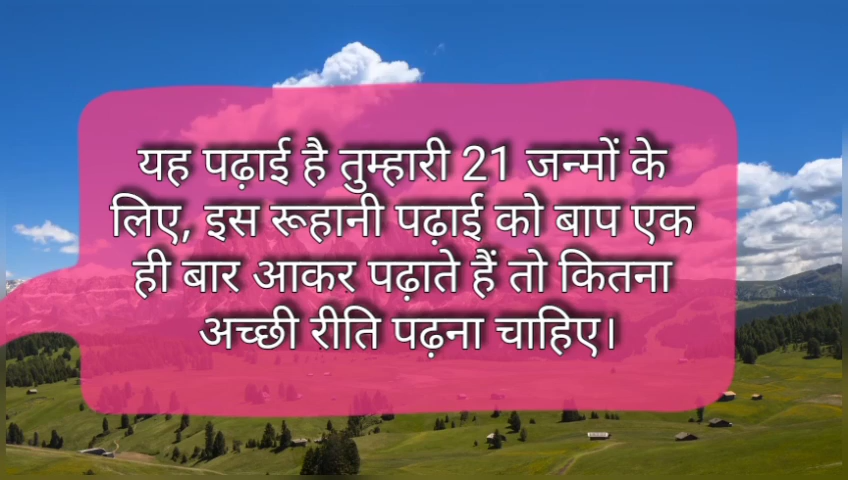 यह पढ़ाई है तुम्हारी 21 जन्मों के
लिए, इस रूहानी पढ़ाई को बाप एक
ही बार आकर पढ़ाते हैं तो कितना
अच्छी रीति पढ़ना चाहिए।